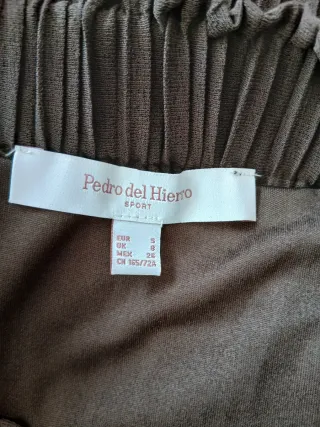 Pedro del Hierro
SPORT
EUR S
UK 8
MEX 26
CN 165/72A